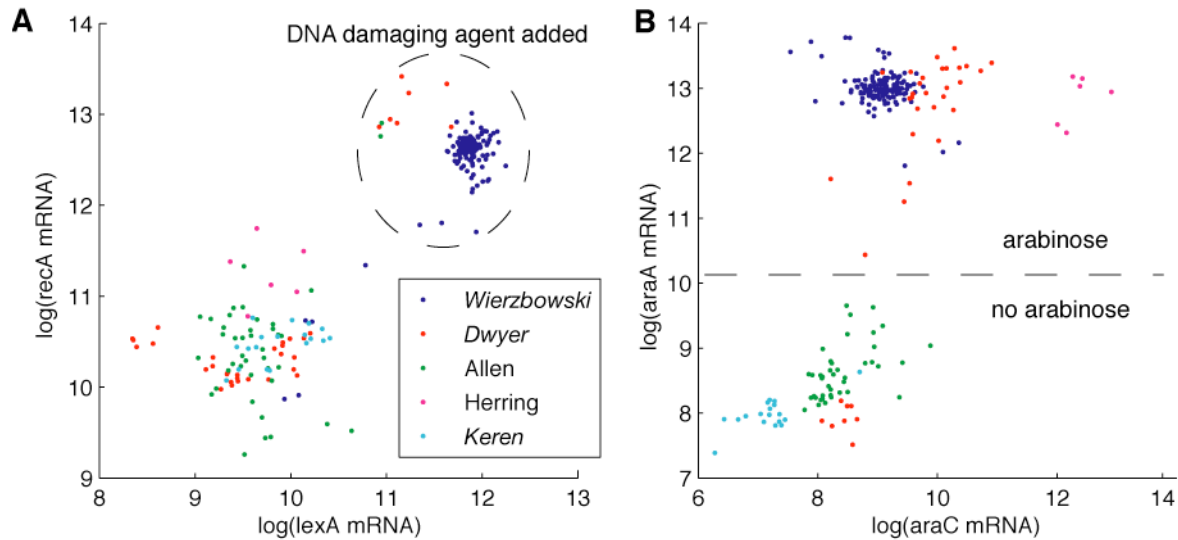 A
DNA damaging agent added
log(recA mRNA)
14
13
12
11
10
9
8
9
10
11
12
13
log(lexA mRNA)
Wierzbowski
Dwyer
Allen
Herring
Keren
B
log(araA mRNA)
14
13
12
11
10
9
8
7
arabinose
no arabinose
6
8
10
12
14
log(araC mRNA)